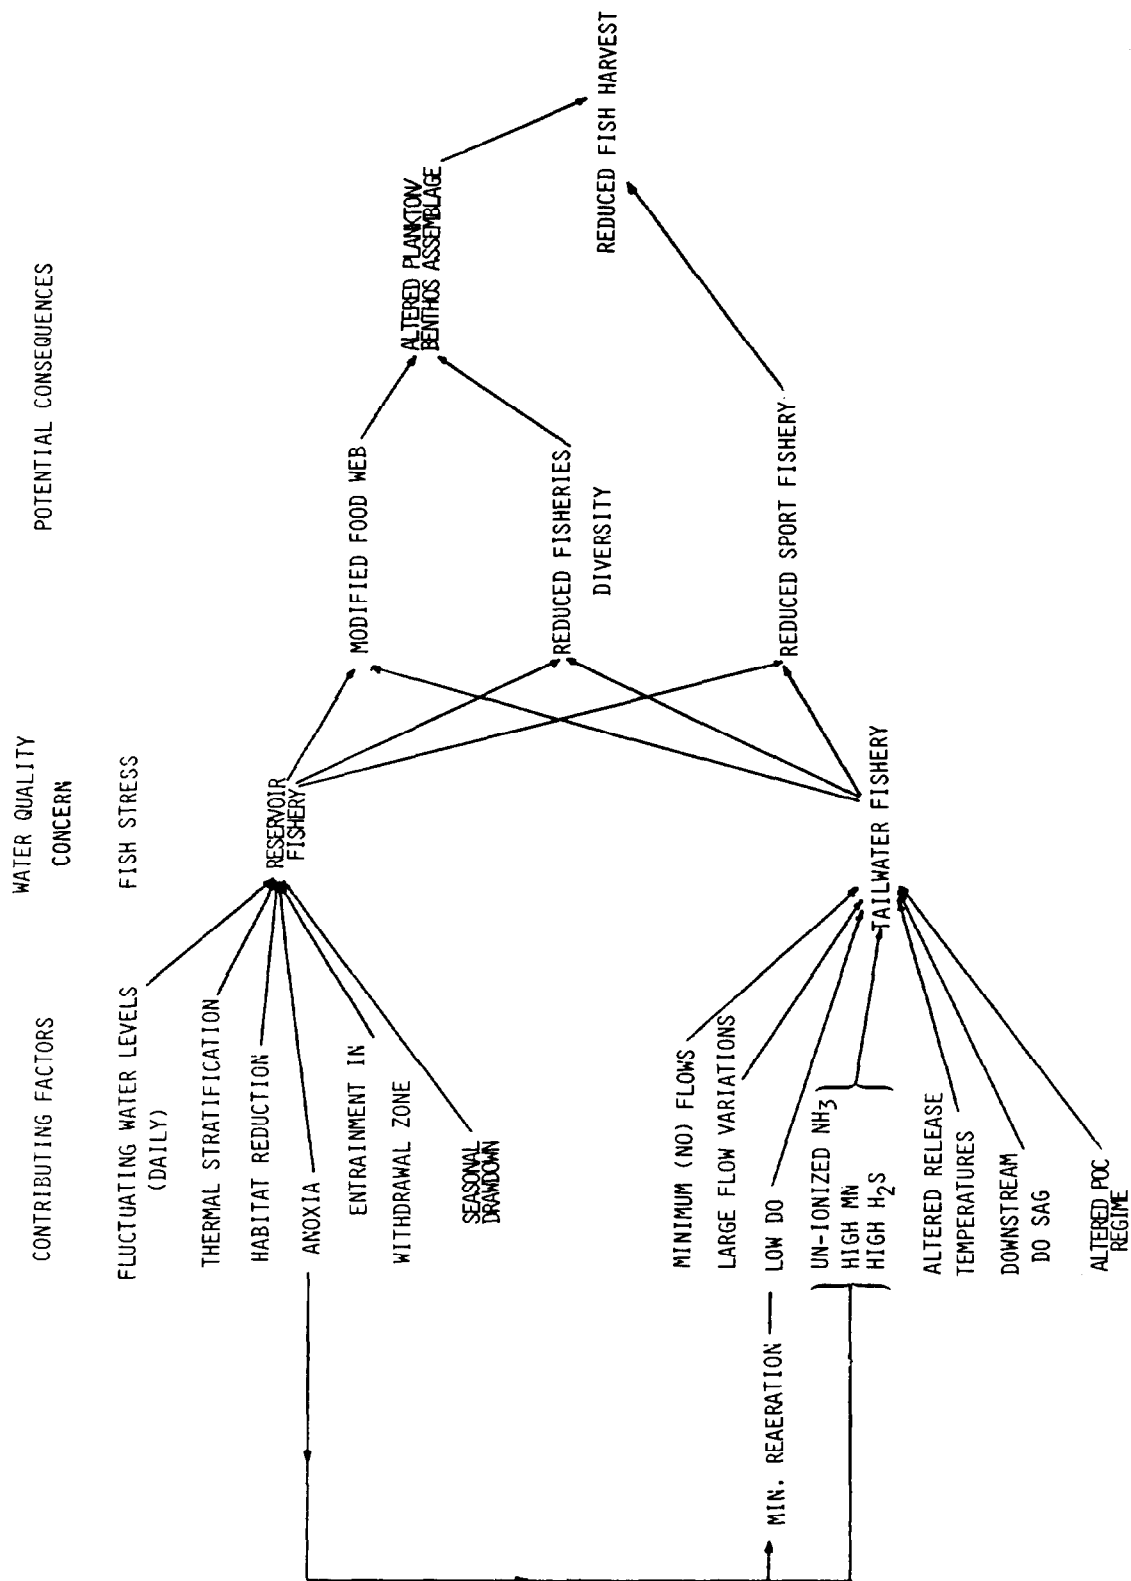 CONTRIBUTING FACTORS
WATER QUALITY
CONCERN
POTENTIAL CONSEQUENCES
FISH STRESS
FLUCTUATING WATER LEVELS
(DAILY)
THERMAL STRATIFICATION
HABITAT REDUCTION
ANOXIA
ENTRAINMENT IN
WITHDRAWAL ZONE
SEASONAL
DRAWDOWN
RESERVOIR
FISHERY
MODIFIED FOOD WEB
ALTERED PLANKTON/
BENTHOS ASSEMBLAGE
REDUCED FISHERIES
DIVERSITY
REDUCED FISH HARVEST
REDUCED SPORT FISHERY
MINIMUM (NO) FLOWS
LARGE FLOW VARIATIONS
MIN. REAERATION
LOW DO
UN-IONIZED NH3
HIGH MN
HIGH H2S
TAILWATER FISHERY
ALTERED RELEASE
TEMPERATURES
DOWNSTREAM
DO SAG
ALTERED POC
REGIME